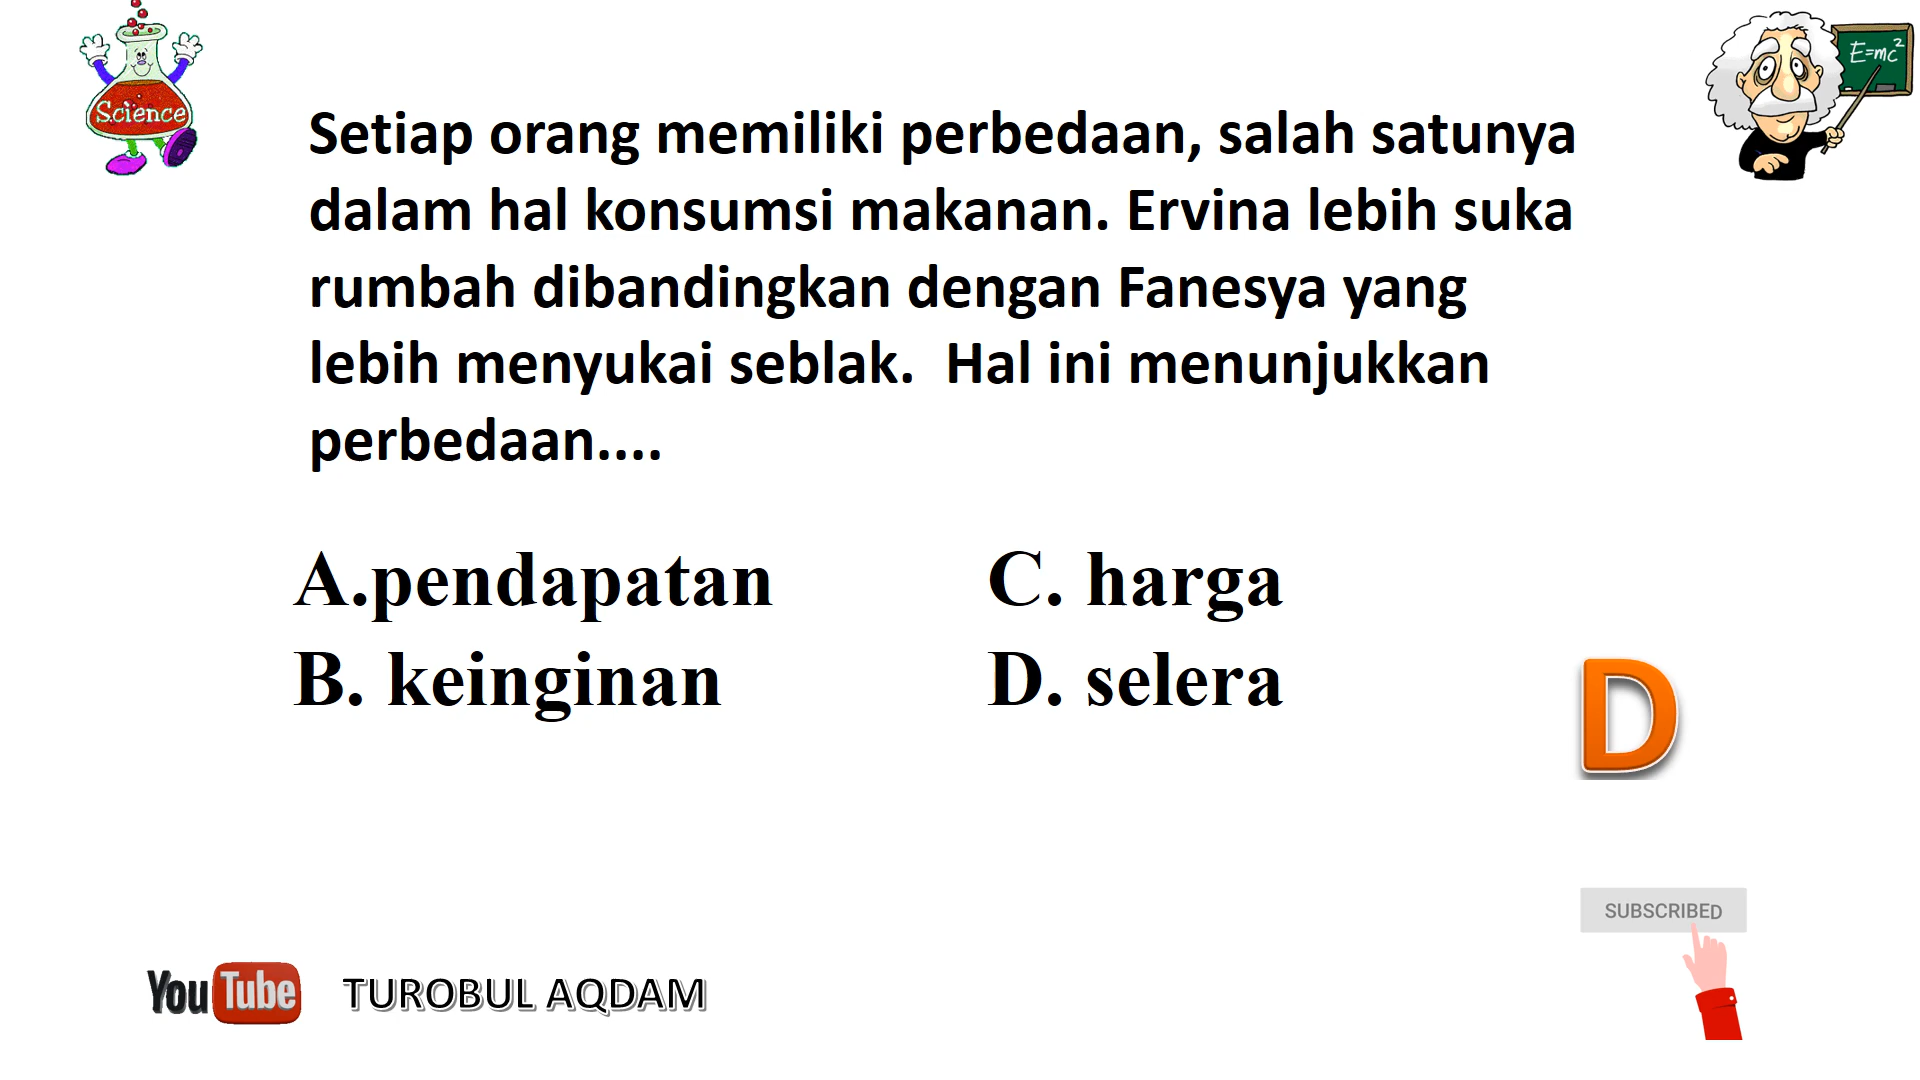 Science
E=mc²
Setiap orang memiliki perbedaan, salah satunya
dalam hal konsumsi makanan. Ervina lebih suka
rumbah dibandingkan dengan Fanesya yang
lebih menyukai seblak.  Hal ini menunjukkan
perbedaan....
A.pendapatan
B. keinginan
C. harga
D. selera
D
SUBSCRIBED
YouTube
TUROBUL AQDAM